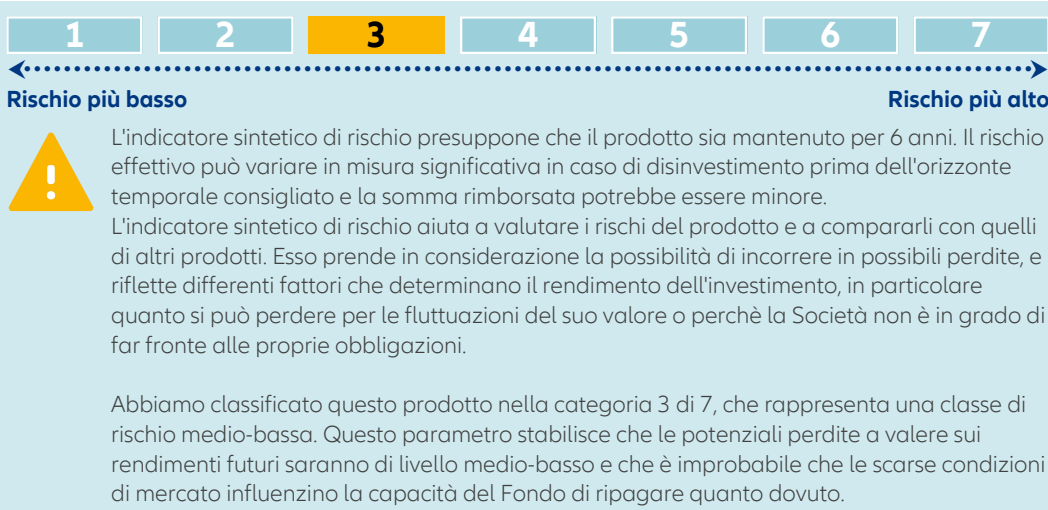 1 2 3 4 5 6 7
Rischio più basso Rischio più alto
L'indicatore sintetico di rischio presuppone che il prodotto sia mantenuto per 6 anni. Il rischio
effettivo può variare in misura significativa in caso di disinvestimento prima dell'orizzonte
temporale consigliato e la somma rimborsata potrebbe essere minore.
L'indicatore sintetico di rischio aiuta a valutare i rischi del prodotto e a compararli con quelli
di altri prodotti. Esso prende in considerazione la possibilità di incorrere in possibili perdite, e
riflette differenti fattori che determinano il rendimento dell'investimento, in particolare
quanto si può perdere per le fluttuazioni del suo valore o perchè la Società non è in grado di
far fronte alle proprie obbligazioni.
Abbiamo classificato questo prodotto nella categoria 3 di 7, che rappresenta una classe di
rischio medio-bassa. Questo parametro stabilisce che le potenziali perdite a valere sui
rendimenti futuri saranno di livello medio-basso e che è improbabile che le scarse condizioni
di mercato influenzino la capacità del Fondo di ripagare quanto dovuto.